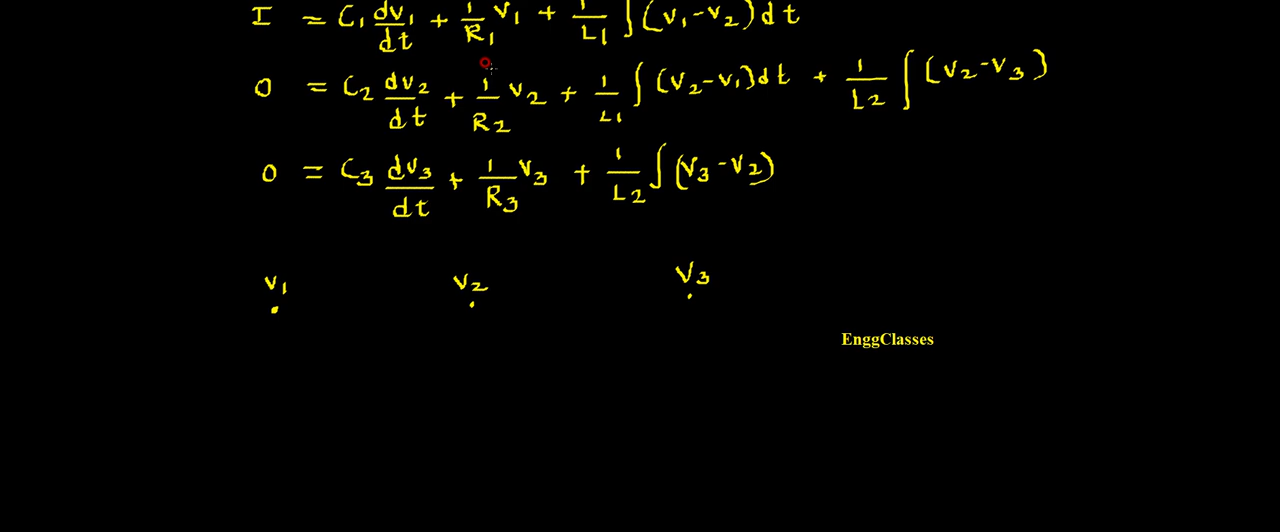 I = C₁ dv₁/dt + 1/R₁ v₁ + 1/L₁ ∫(v₁-v₂)dt
0 = C₂ dv₂/dt + 1/R₂ v₂ + 1/L₁ ∫(v₂-v₁)dt + 1/L₂ ∫(v₂-v₃)
0 = C₃ dv₃/dt + 1/R₃ v₃ + 1/L₂ ∫(v₃-v₂)
v₁ v₂ v₃
EnggClasses